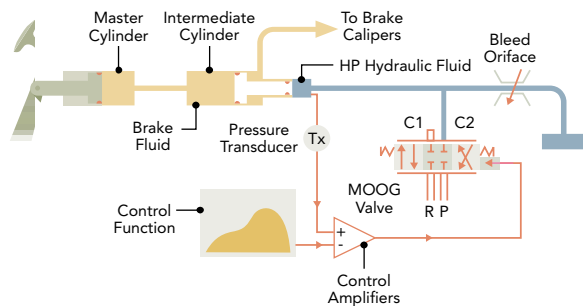 Master
Cylinder
Intermediate
Cylinder
To Brake
Calipers
HP Hydraulic Fluid
Bleed
Oriface
Brake
Fluid
Pressure
Transducer
Tx
C1 C2
MOOG
Valve
R P
Control
Function
+
-
Control
Amplifiers